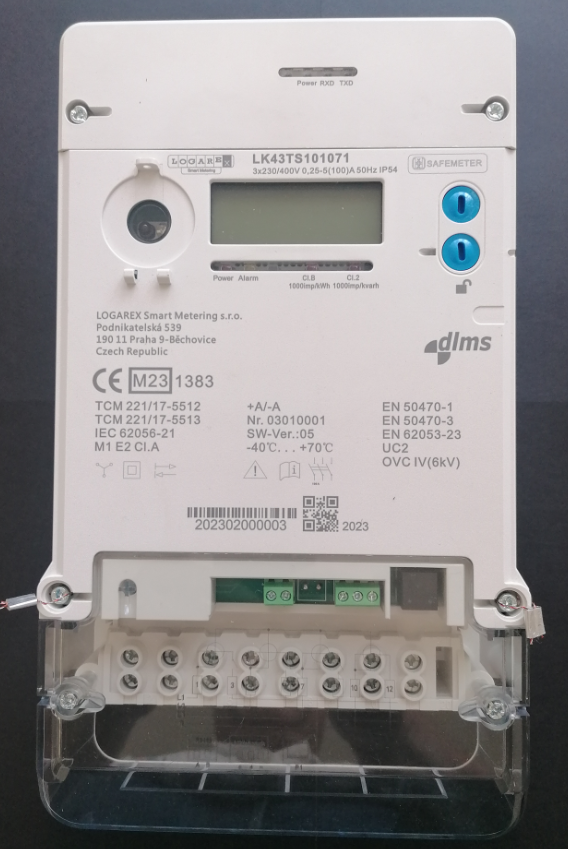 Power RXD TXD
LOGAREX
Smart Metering
LK43TS101071
3x230/400V 0,25-5(100)A 50Hz IP54
SAFEMETER
Power Alarm Cl.B Cl.2
1000imp/kWh 1000imp/kvarh
LOGAREX Smart Metering s.r.o.
Podnikatelská 539
190 11 Praha 9-Běchovice
Czech Republic
dlms
CE M23 1383
TCM 221/17-5512
TCM 221/17-5513
IEC 62056-21
M1 E2 Cl.A
+A/-A
Nr. 03010001
SW-Ver.:05
-40℃...+70℃
EN 50470-1
EN 50470-3
EN 62053-23
UC2
OVC IV(6kV)
202302000003
2023